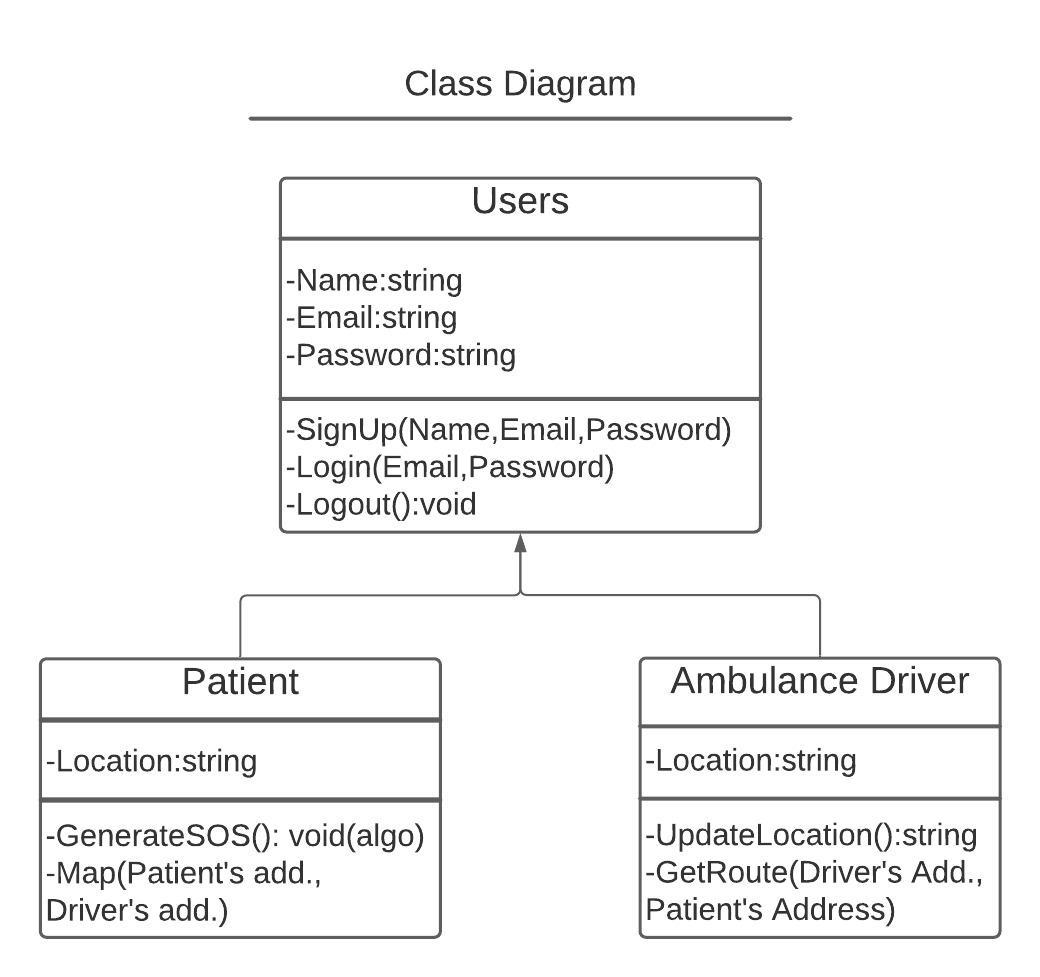 Class Diagram
Users
-Name:string
-Email:string
-Password:string
-SignUp(Name,Email,Password)
-Login(Email,Password)
-Logout():void
Patient
-Location:string
-GenerateSOS(): void(algo)
-Map(Patient's add.,
Driver's add.)
Ambulance Driver
-Location:string
-UpdateLocation():string
-GetRoute(Driver's Add.,
Patient's Address)